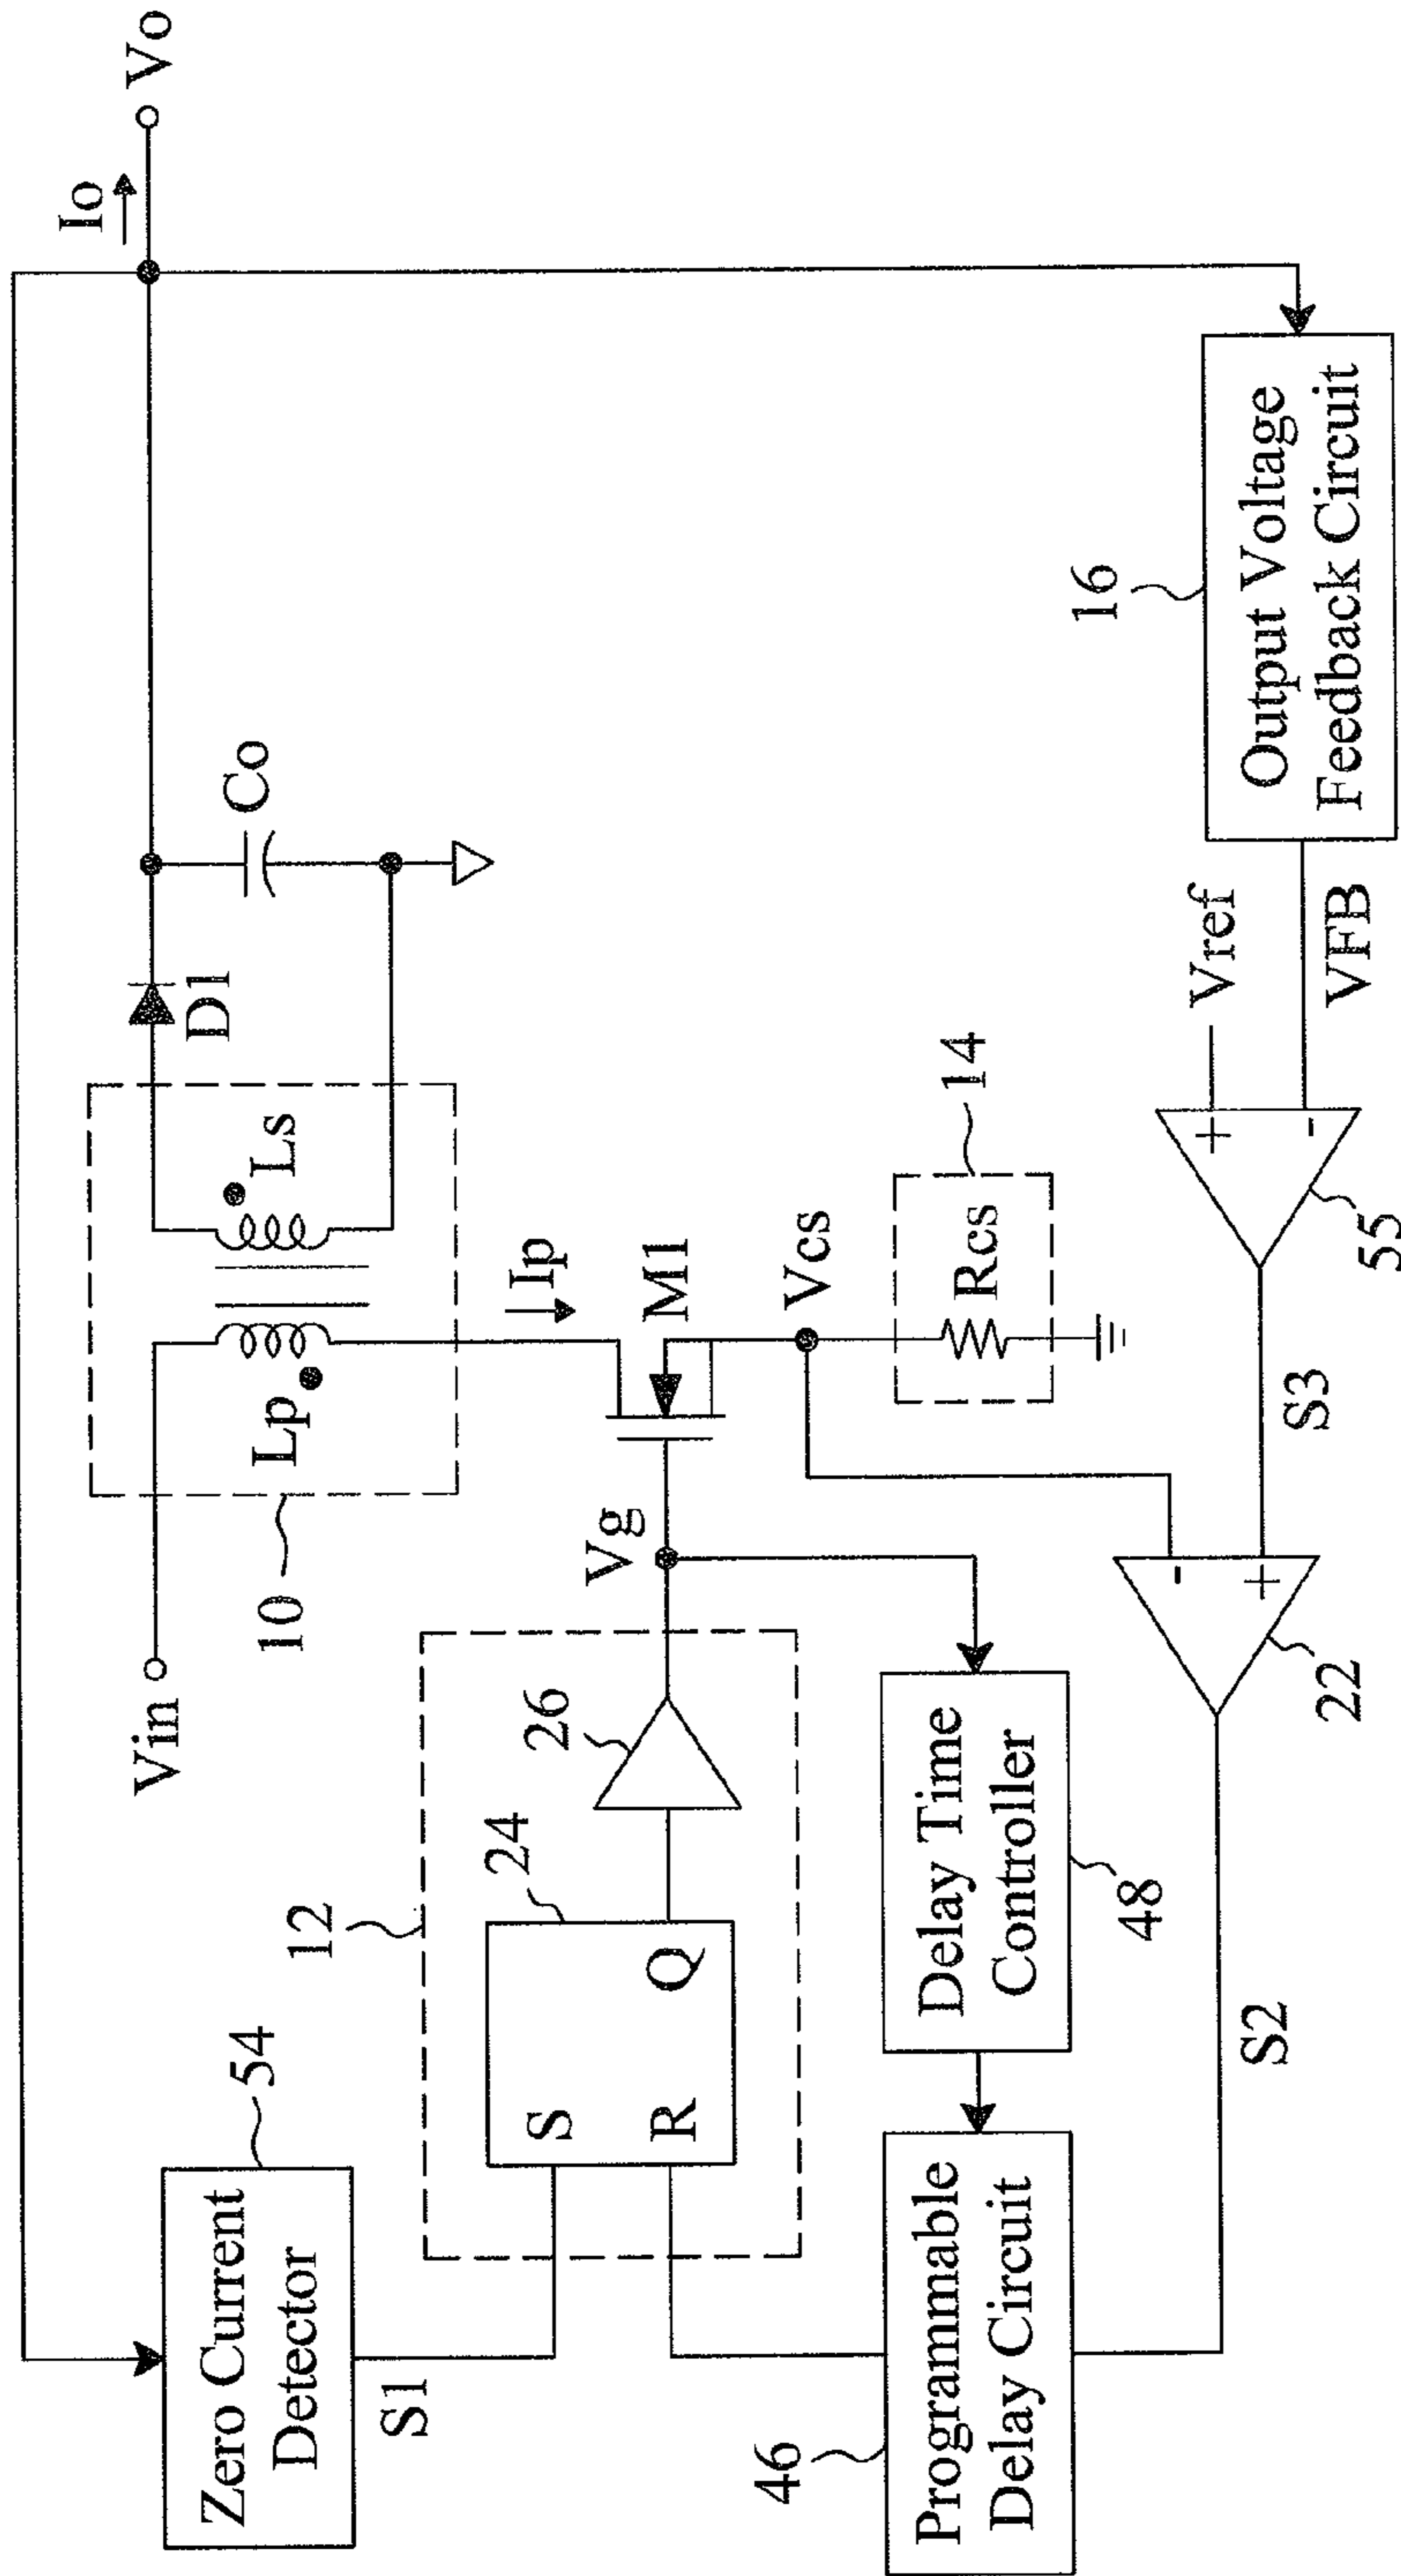 Zero Current
Detector
54
S1
Vin
10
Lp
Ls
D1
Co
Io
Vo
12
24
S
R
Q
26
Vg
Ip
M1
Vcs
14
Rcs
46
Programmable
Delay Circuit
Delay Time
Controller
48
S2
22
-
+
S3
55
+
-
Vref
VFB
16
Output Voltage
Feedback Circuit